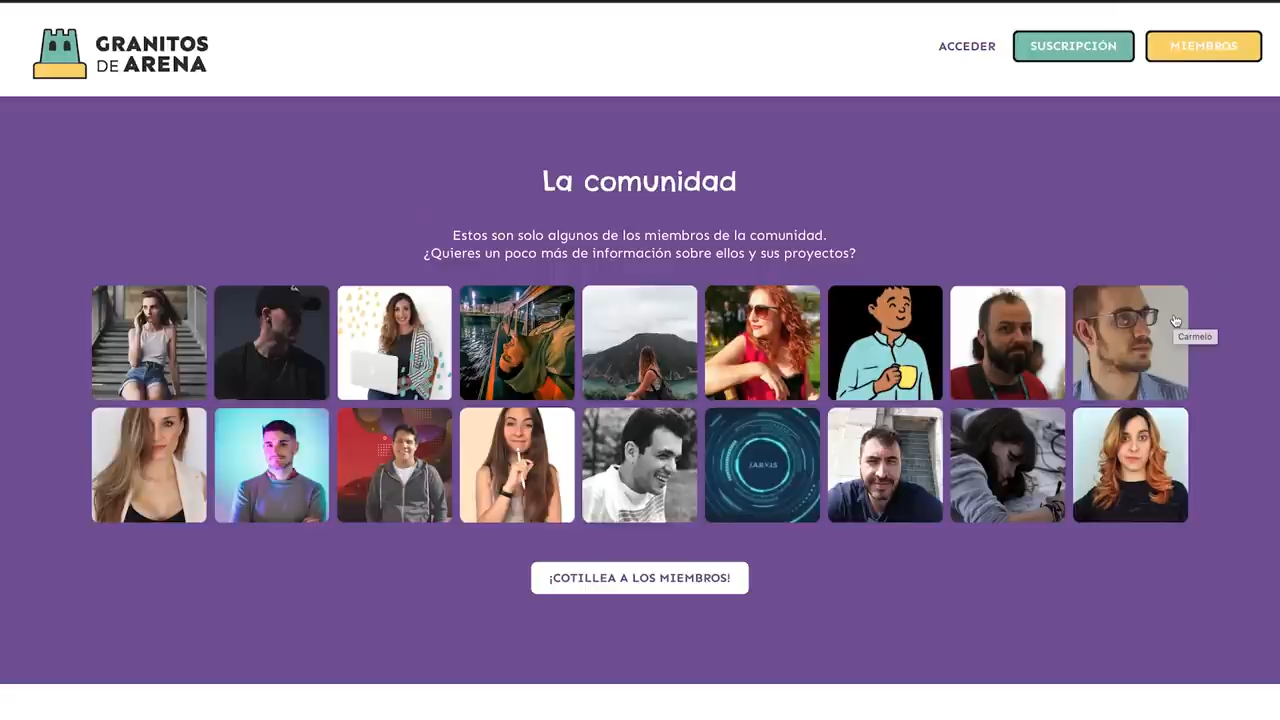 GRANITOS
DE ARENA
ACCEDER
SUSCRIPCIÓN
MIEMBROS
La comunidad
Estos son solo algunos de los miembros de la comunidad.
¿Quieres un poco más de información sobre ellos y sus proyectos?
Carmelo
JARVIS
¡COTILLEA A LOS MIEMBROS!